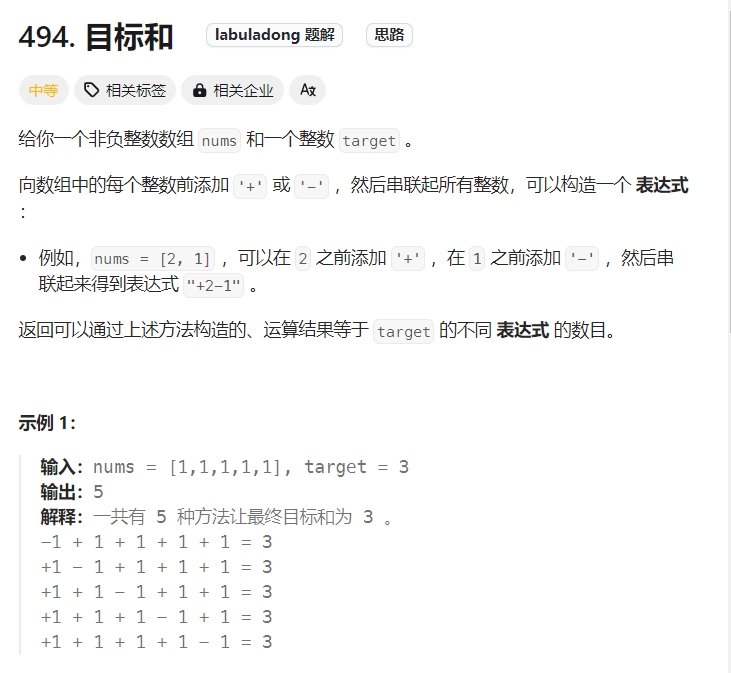 494. 目标和 labuladong 题解 思路
中等 相关标签 相关企业 A文
给你一个非负整数数组 nums 和一个整数 target 。
向数组中的每个整数前添加 '+' 或 '-' ，然后串联起所有整数，可以构造一个 表达式
：
• 例如，nums = [2, 1] ，可以在 2 之前添加 '+' ，在 1 之前添加 '-' ，然后串
联起来得到表达式 "+2-1" 。
返回可以通过上述方法构造的、运算结果等于 target 的不同 表达式 的数目。
示例 1：
输入：nums = [1,1,1,1,1], target = 3
输出：5
解释：一共有 5 种方法让最终目标和为 3 。
-1 + 1 + 1 + 1 + 1 = 3
+1 - 1 + 1 + 1 + 1 = 3
+1 + 1 - 1 + 1 + 1 = 3
+1 + 1 + 1 - 1 + 1 = 3
+1 + 1 + 1 + 1 - 1 = 3